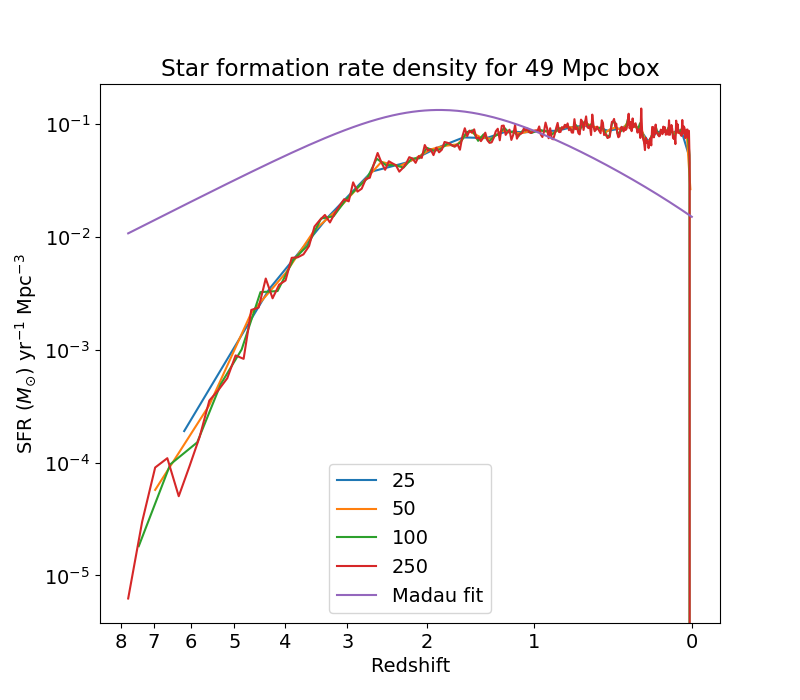 Star formation rate density for 49 Mpc box
SFR (M⊙) yr⁻¹ Mpc⁻³
10⁻¹
10⁻²
10⁻³
10⁻⁴
10⁻⁵
25
50
100
250
Madau fit
8 7 6 5 4 3 2 1 0
Redshift